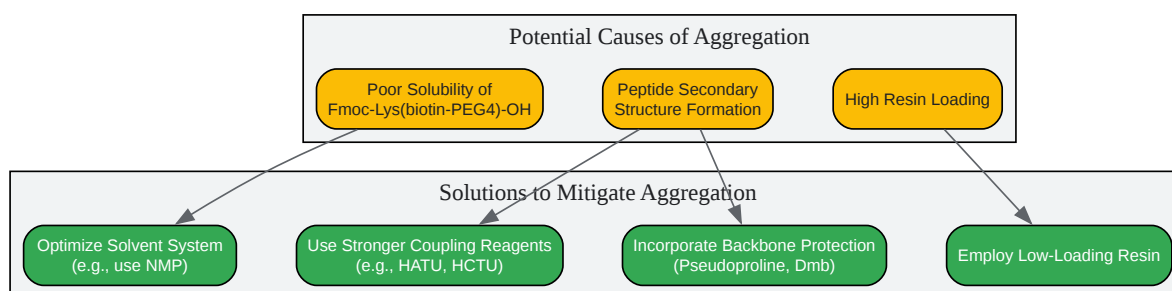 Potential Causes of Aggregation
Poor Solubility of
Fmoc-Lys(biotin-PEG4)-OH
Peptide Secondary
Structure Formation
High Resin Loading
Solutions to Mitigate Aggregation
Optimize Solvent System
(e.g., use NMP)
Use Stronger Coupling Reagents
(e.g., HATU, HCTU)
Incorporate Backbone Protection
(Pseudoproline, Dmb)
Employ Low-Loading Resin